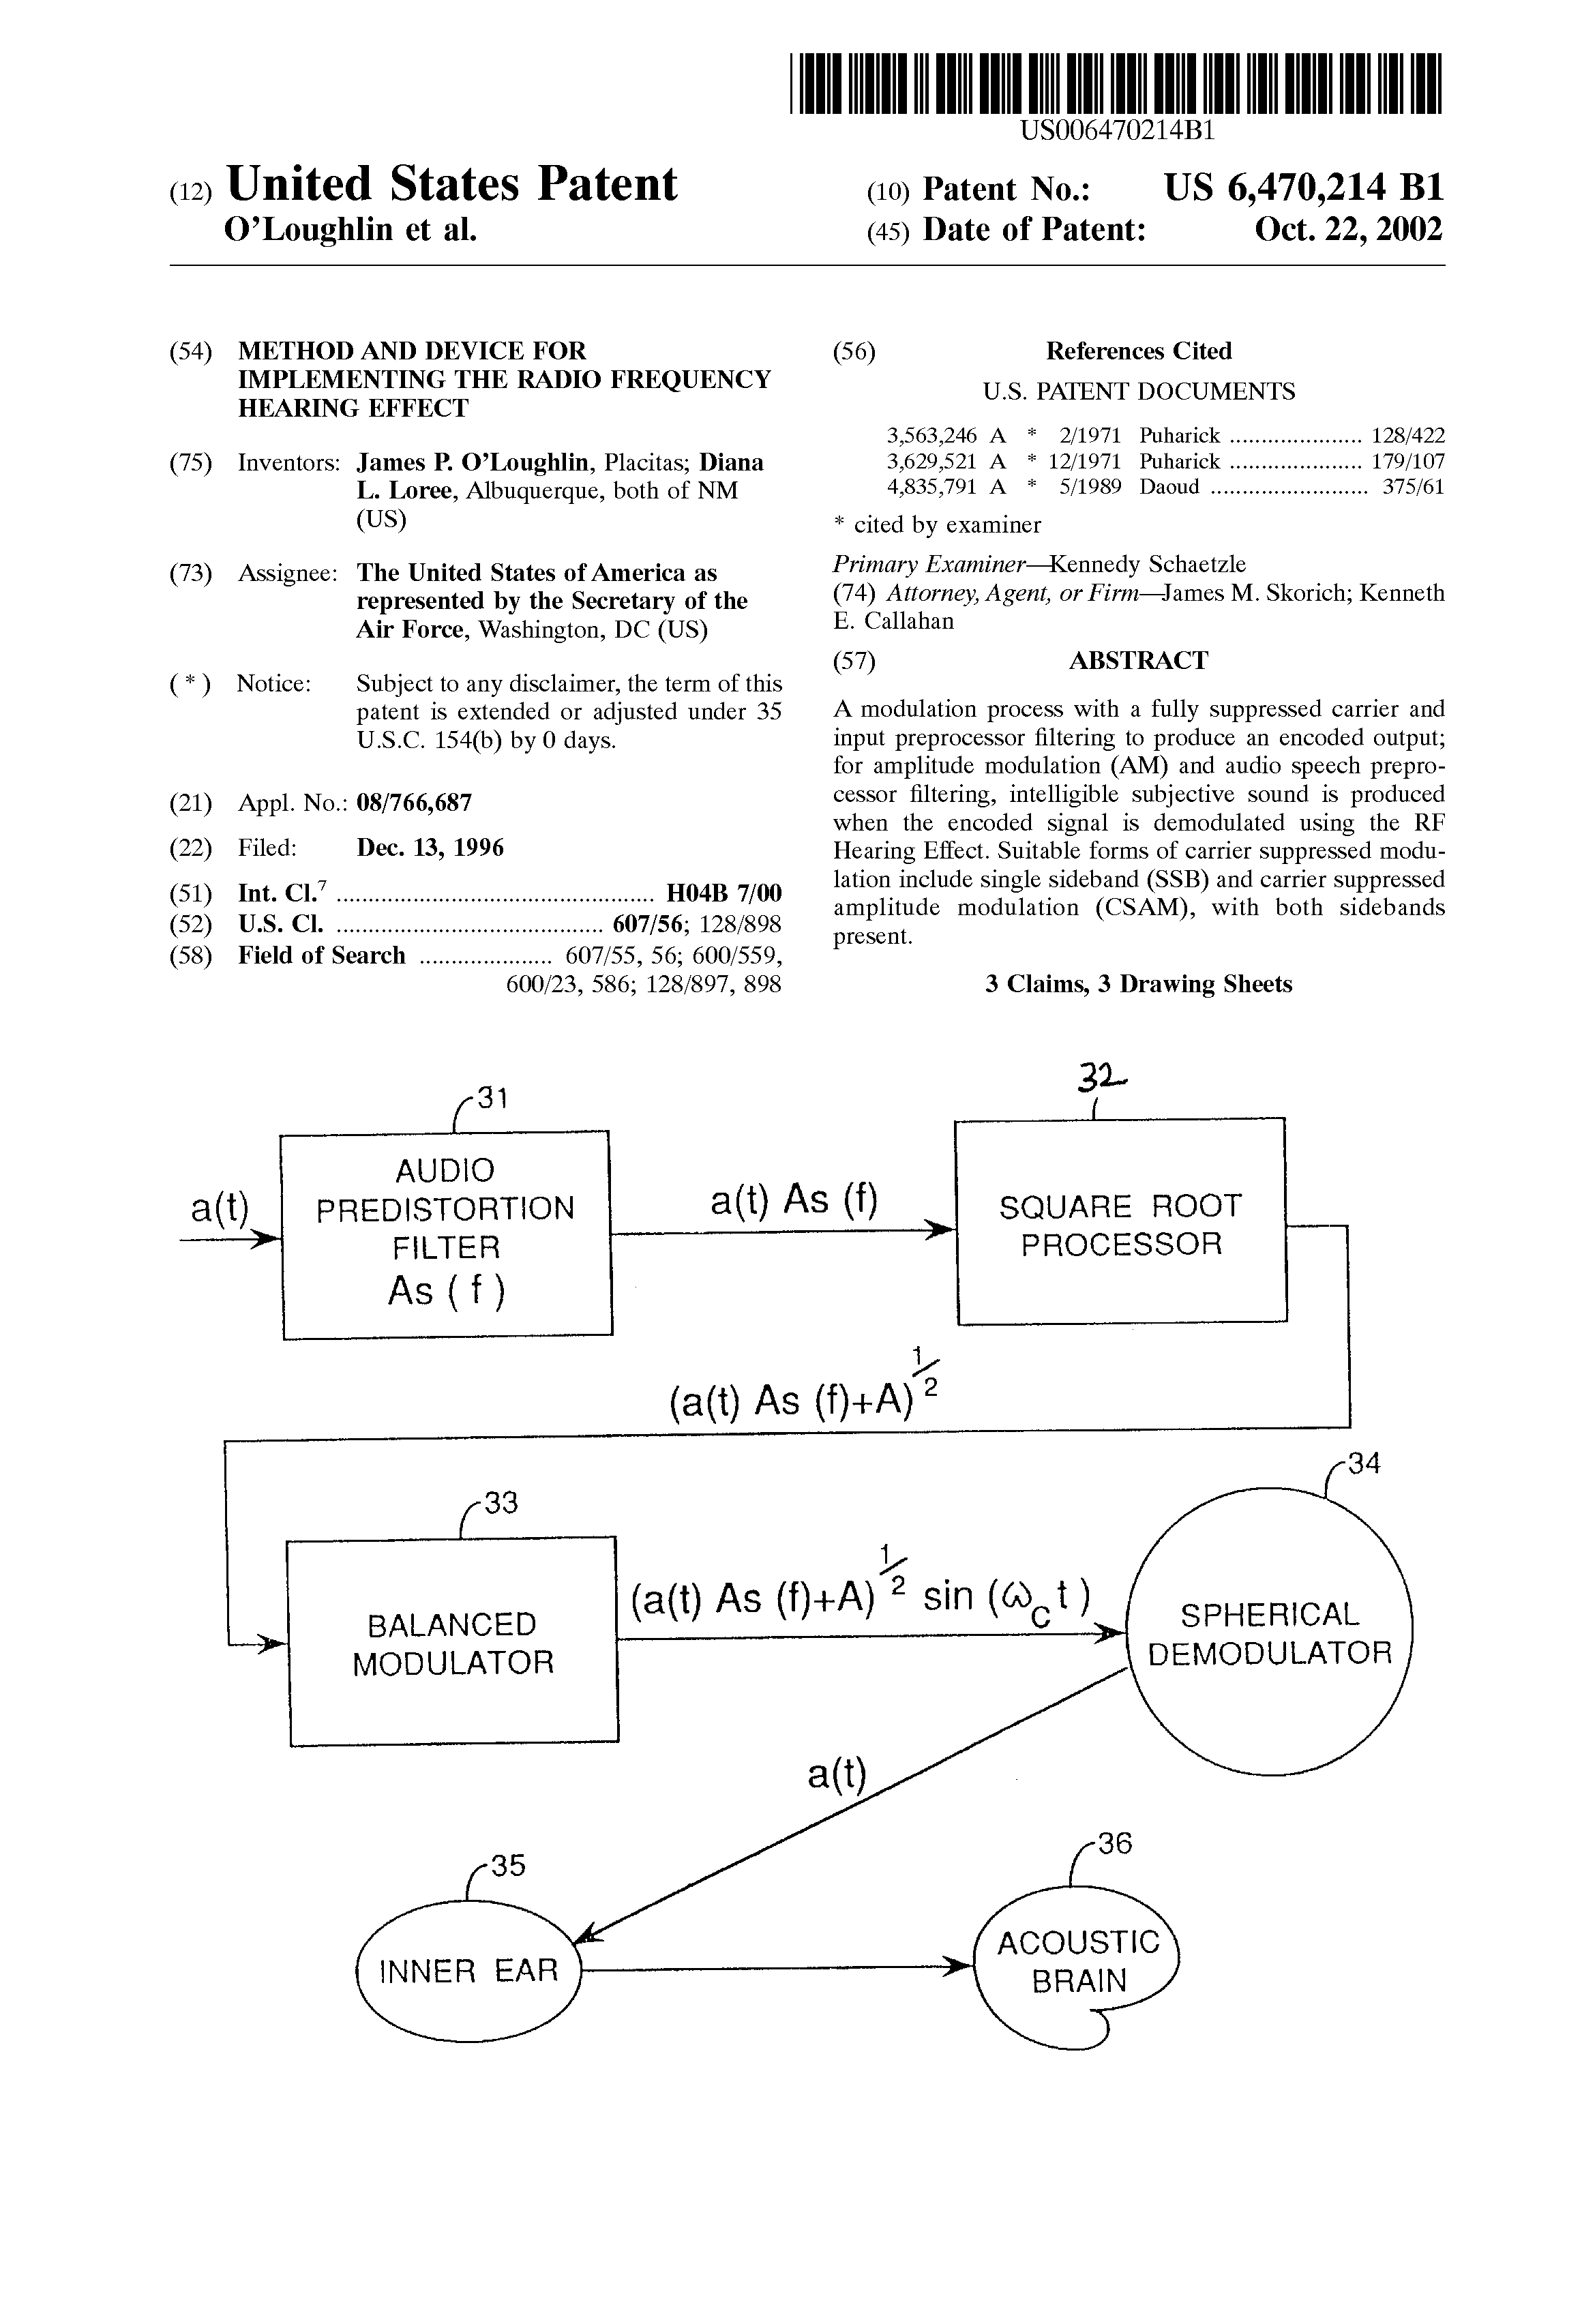 US006470214B1
(12) United States Patent
O'Loughlin et al.
(10) Patent No.: US 6,470,214 B1
(45) Date of Patent: Oct. 22, 2002
(54) METHOD AND DEVICE FOR
IMPLEMENTING THE RADIO FREQUENCY
HEARING EFFECT
(75) Inventors: James P. O'Loughlin, Placitas; Diana
L. Loree, Albuquerque, both of NM
(US)
(73) Assignee: The United States of America as
represented by the Secretary of the
Air Force, Washington, DC (US)
( * ) Notice: Subject to any disclaimer, the term of this
patent is extended or adjusted under 35
U.S.C. 154(b) by 0 days.
(21) Appl. No.: 08/766,687
(22) Filed: Dec. 13, 1996
(51) Int. Cl.7 .................................................. H04B 7/00
(52) U.S. Cl. .......................................... 607/56; 128/898
(58) Field of Search ..................... 607/55, 56; 600/559,
600/23, 586; 128/897, 898
(56) References Cited
U.S. PATENT DOCUMENTS
3,563,246 A * 2/1971 Puharick ..................... 128/422
3,629,521 A * 12/1971 Puharick ..................... 179/107
4,835,791 A * 5/1989 Daoud ......................... 375/61
* cited by examiner
Primary Examiner—Kennedy Schaetzle
(74) Attorney, Agent, or Firm—James M. Skorich; Kenneth
E. Callahan
(57) ABSTRACT
A modulation process with a fully suppressed carrier and
input preprocessor filtering to produce an encoded output;
for amplitude modulation (AM) and audio speech prepro-
cessor filtering, intelligible subjective sound is produced
when the encoded signal is demodulated using the RF
Hearing Effect. Suitable forms of carrier suppressed modu-
lation include single sideband (SSB) and carrier suppressed
amplitude modulation (CSAM), with both sidebands
present.
3 Claims, 3 Drawing Sheets
31
32
a(t)
AUDIO
PREDISTORTION
FILTER
As ( f )
a(t) As (f)
SQUARE ROOT
PROCESSOR
(a(t) As (f)+A)^1/2
33
34
BALANCED
MODULATOR
(a(t) As (f)+A)^1/2 sin (ωc t )
SPHERICAL
DEMODULATOR
a(t)
35
36
INNER EAR
ACOUSTIC
BRAIN